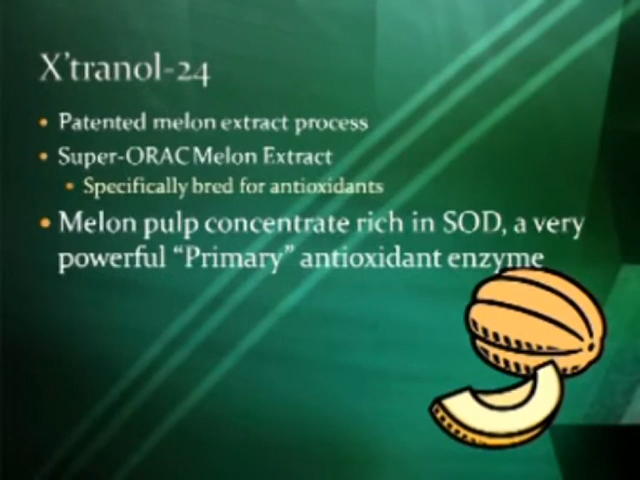 X'tranol-24
• Patented melon extract process
• Super-ORAC Melon Extract
• Specifically bred for antioxidants
• Melon pulp concentrate rich in SOD, a very
powerful “Primary” antioxidant enzyme